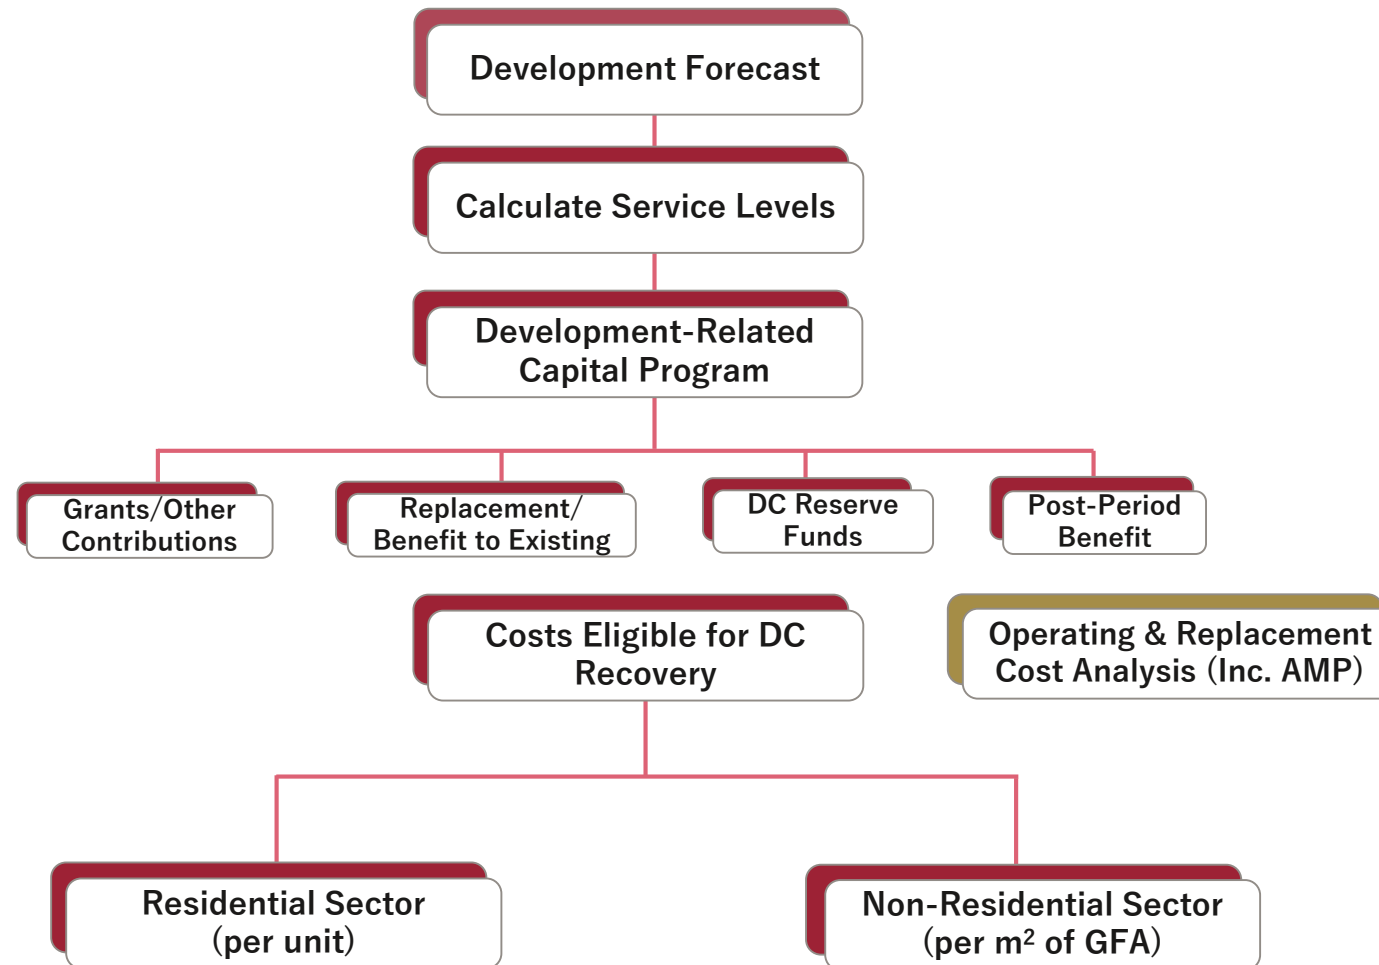 Development Forecast
Calculate Service Levels
Development-Related
Capital Program
Grants/Other
Contributions
Replacement/
Benefit to Existing
DC Reserve
Funds
Post-Period
Benefit
Costs Eligible for DC
Recovery
Operating & Replacement
Cost Analysis (Inc. AMP)
Residential Sector
(per unit)
Non-Residential Sector
(per m² of GFA)